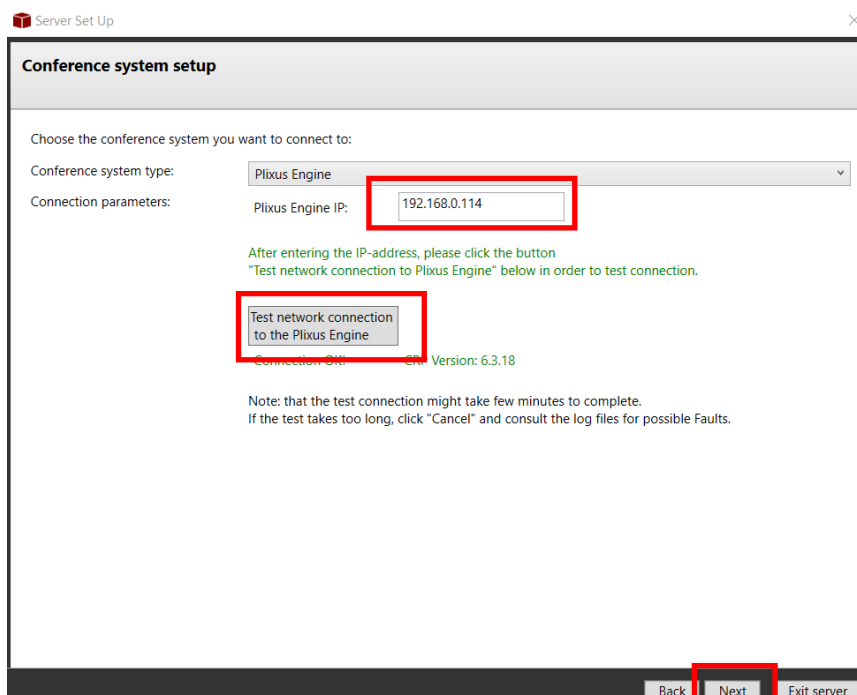 Server Set Up
Conference system setup
Choose the conference system you want to connect to:
Conference system type:
Plixus Engine
Connection parameters:
Plixus Engine IP:
192.168.0.114
After entering the IP-address, please click the button
"Test network connection to Plixus Engine" below in order to test connection.
Test network connection
to the Plixus Engine
Connection OK! Version: 6.3.18
Note: that the test connection might take few minutes to complete.
If the test takes too long, click "Cancel" and consult the log files for possible Faults.
Back Next Exit server